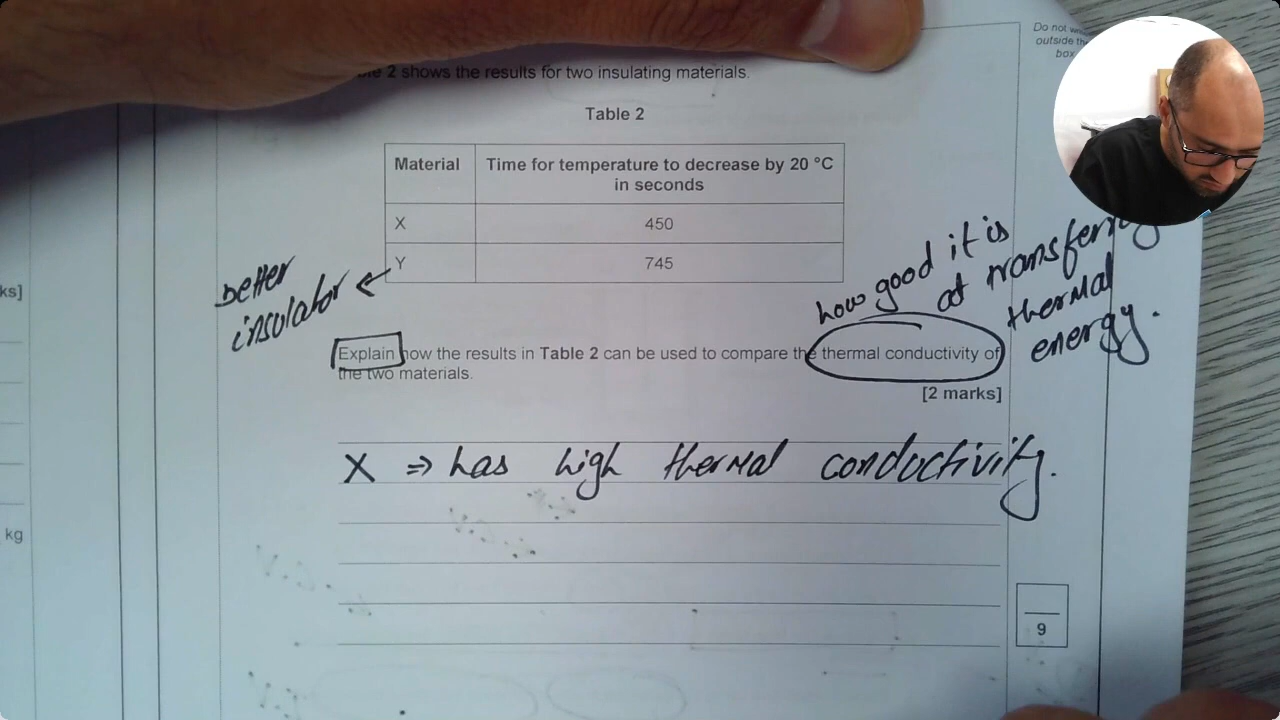 Do not
outside the
box
ble 2 shows the results for two insulating materials.
Table 2
Material Time for temperature to decrease by 20 °C
in seconds
X 450
Y 745
better
insulator
how good it is
at transferring
thermal
energy.
ks]
Explain how the results in Table 2 can be used to compare the thermal conductivity of
the two materials.
[2 marks]
X ⇒ has high thermal conductivity.
kg
9